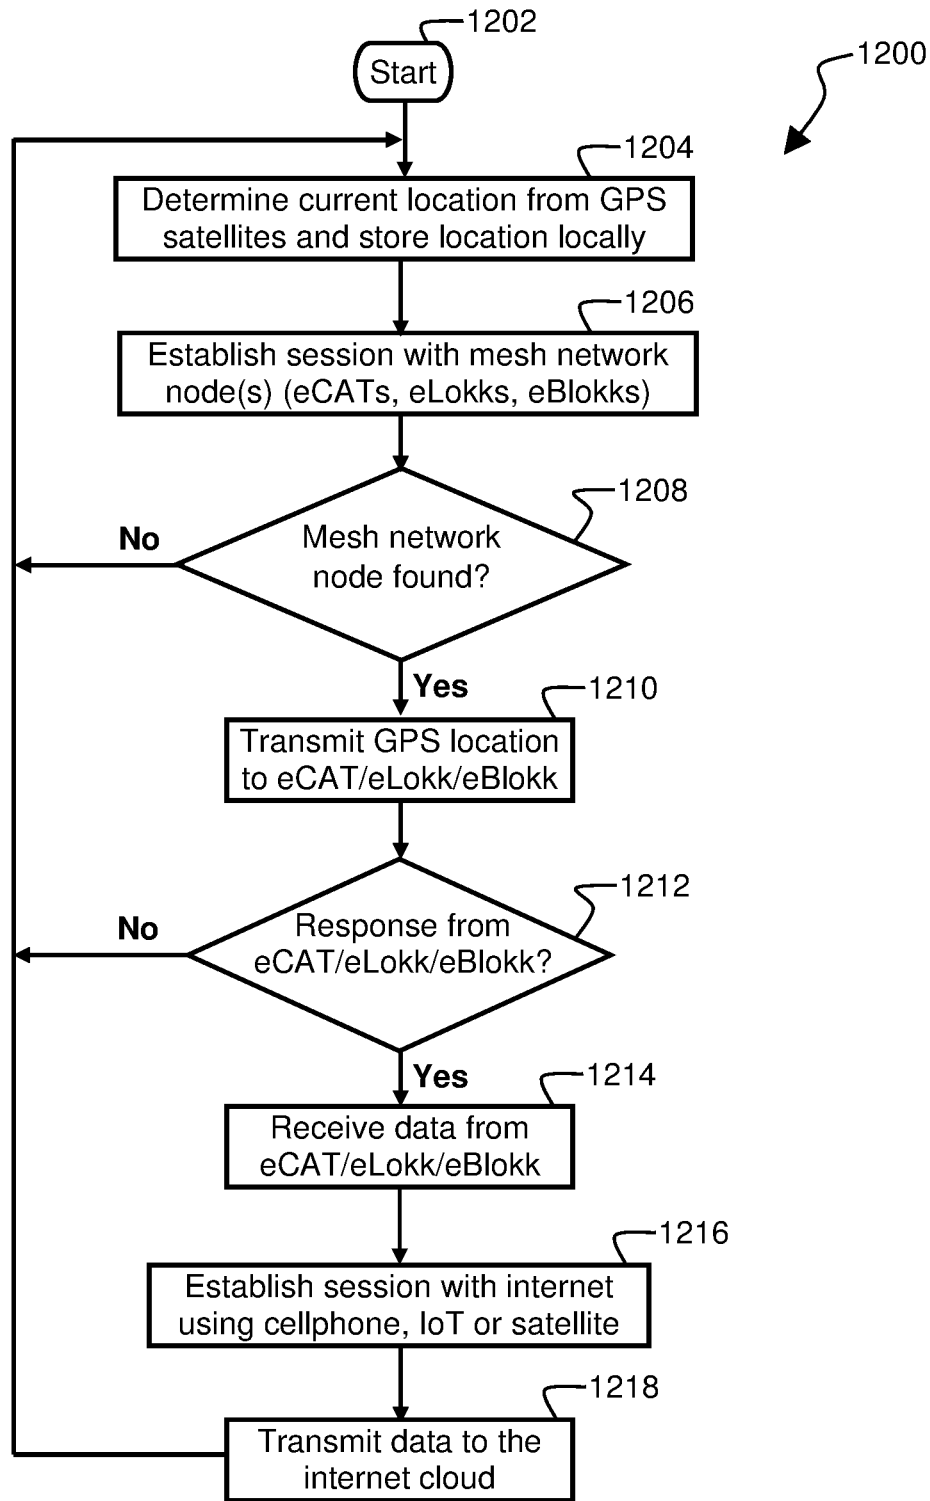 1202
Start
1200
1204
Determine current location from GPS
satellites and store location locally
1206
Establish session with mesh network
node(s) (eCATs, eLokks, eBlokks)
1208
Mesh network
node found?
No
Yes
1210
Transmit GPS location
to eCAT/eLokk/eBlokk
1212
Response from
eCAT/eLokk/eBlokk?
No
Yes
1214
Receive data from
eCAT/eLokk/eBlokk
1216
Establish session with internet
using cellphone, IoT or satellite
1218
Transmit data to the
internet cloud